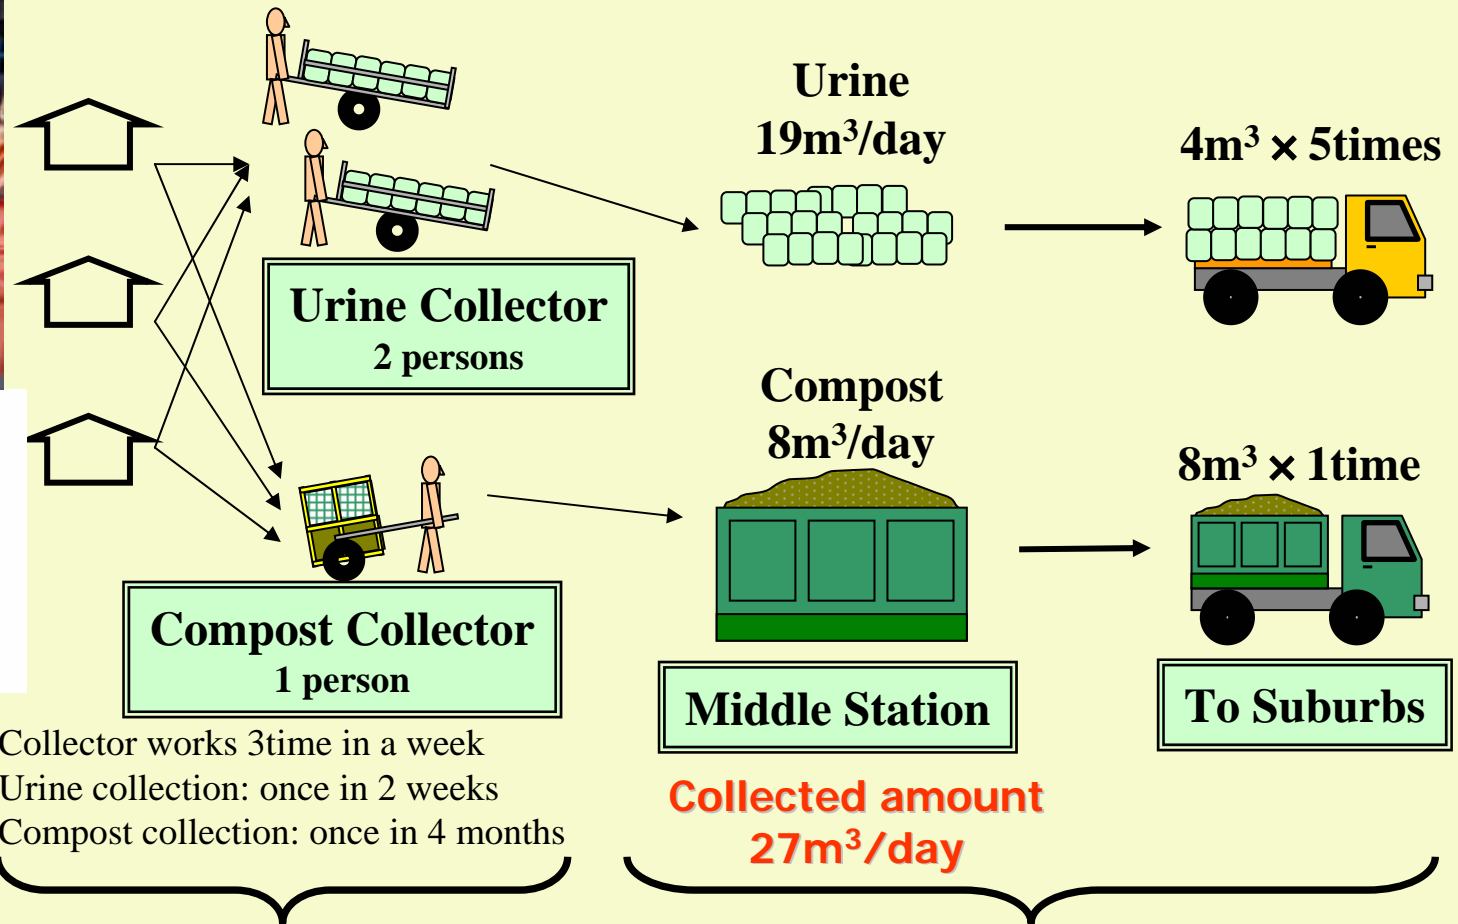 Urine
19m³/day
4m³ × 5times
Urine Collector
2 persons
Compost
8m³/day
8m³ × 1time
Compost Collector
1 person
Middle Station
To Suburbs
Collector works 3time in a week
Urine collection: once in 2 weeks
Compost collection: once in 4 months
Collected amount
27m³/day